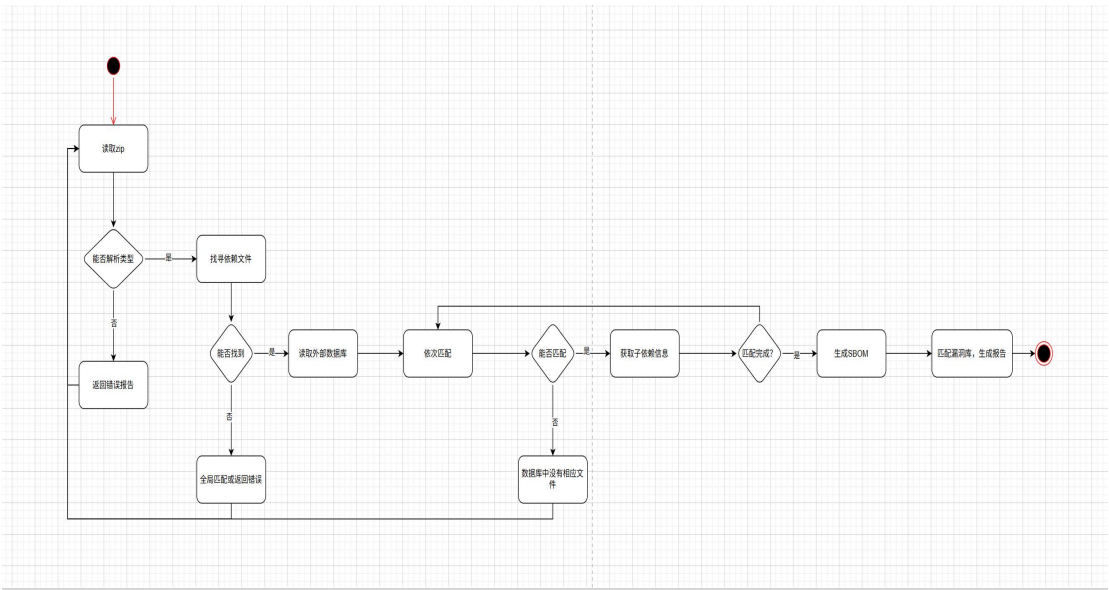 读取zip
能否解析类型
是
找寻依赖文件
否
返回错误报告
能否找到
是
读取外部数据库
依次匹配
能否匹配
是
获取子依赖信息
匹配完成?
是
生成SBOM
匹配漏洞库，生成报告
否
全局匹配或返回错误
否
数据库中没有相应文
件